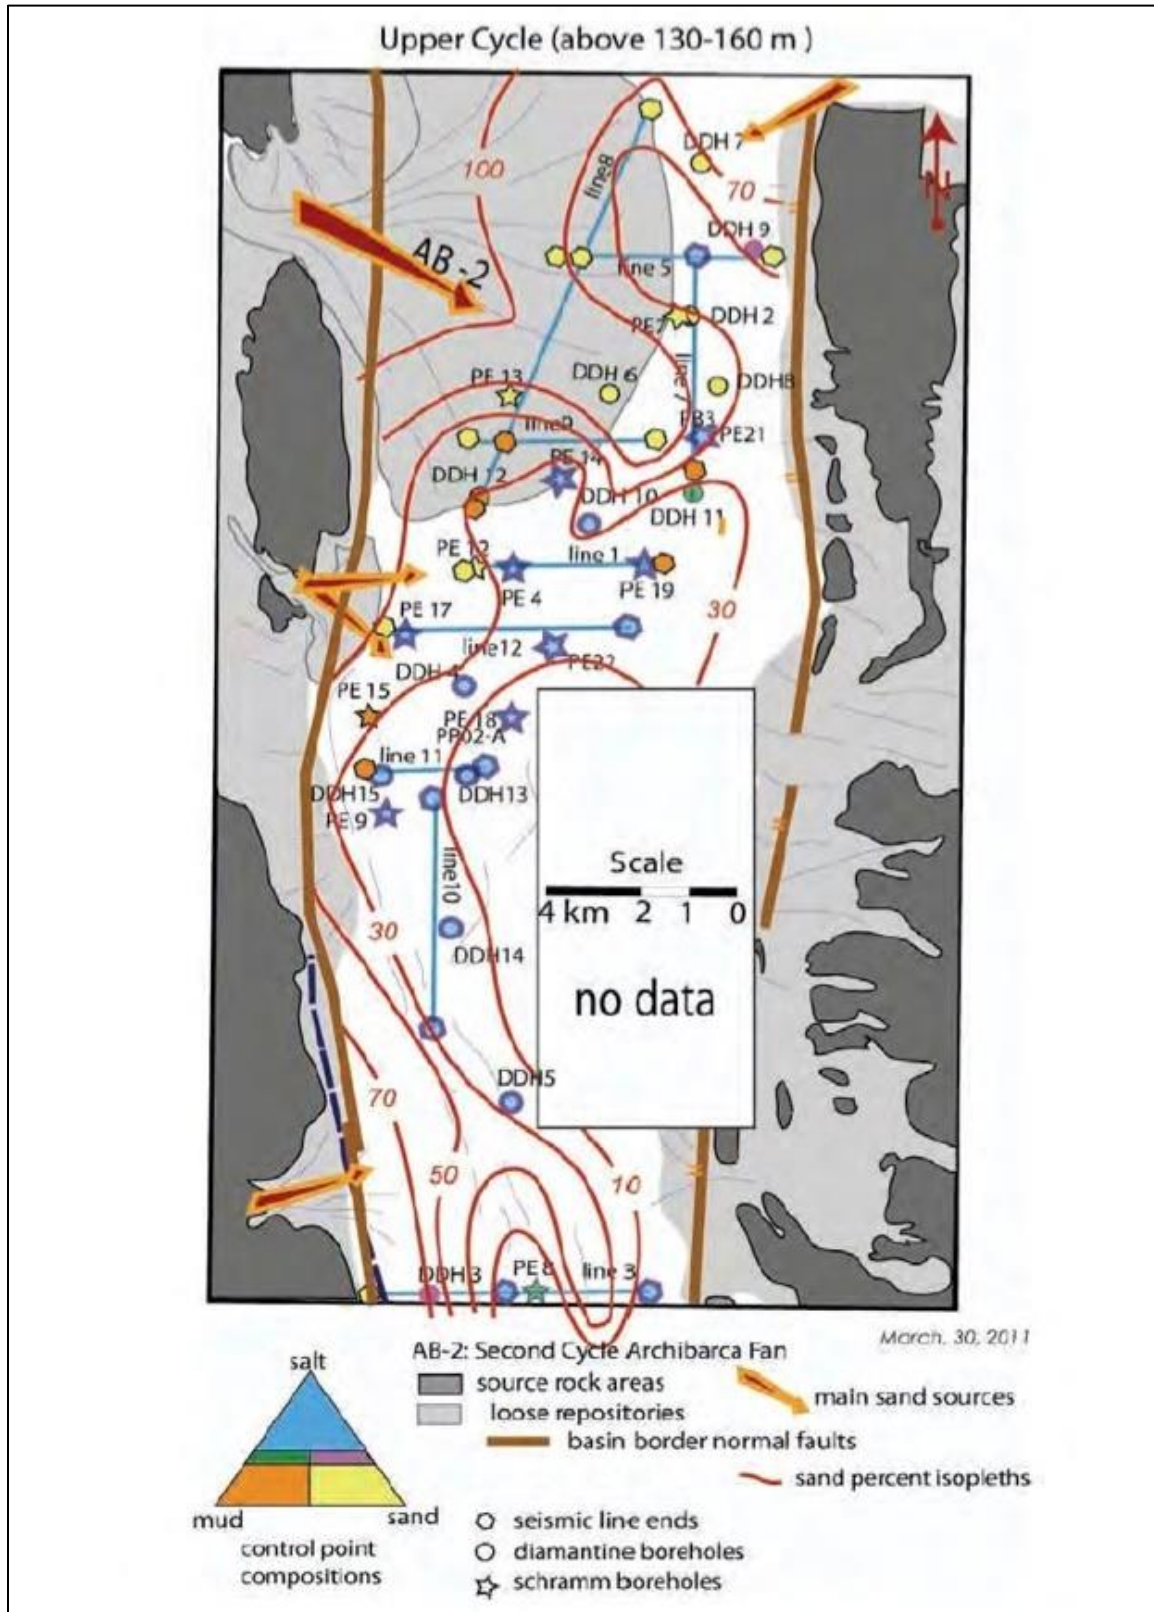 Upper Cycle (above 130-160 m )
DDH 7
100
line8
70
N
DDH 9
AB -2
line 5
PE7
DDH 2
line 7
PE 13
DDH 6
DDH8
line9
PB3
PE21
PE 14
DDH 12
DDH 10
DDH 11
PE 12
line 1
PE 4
PE 19
30
PE 17
line12
PE22
DDH 4
PE 15
PE 18
PP02-A
line 11
DDH15
DDH13
PE 9
line10
Scale
4 km 2 1 0
30
DDH14
no data
DDH5
70
50
10
DDH 3
PE 8
line 3
March, 30, 2011
AB-2: Second Cycle Archibarca Fan
salt
source rock areas
main sand sources
loose repositories
basin border normal faults
sand percent isopleths
mud
sand
seismic line ends
control point
compositions
diamantine boreholes
schramm boreholes